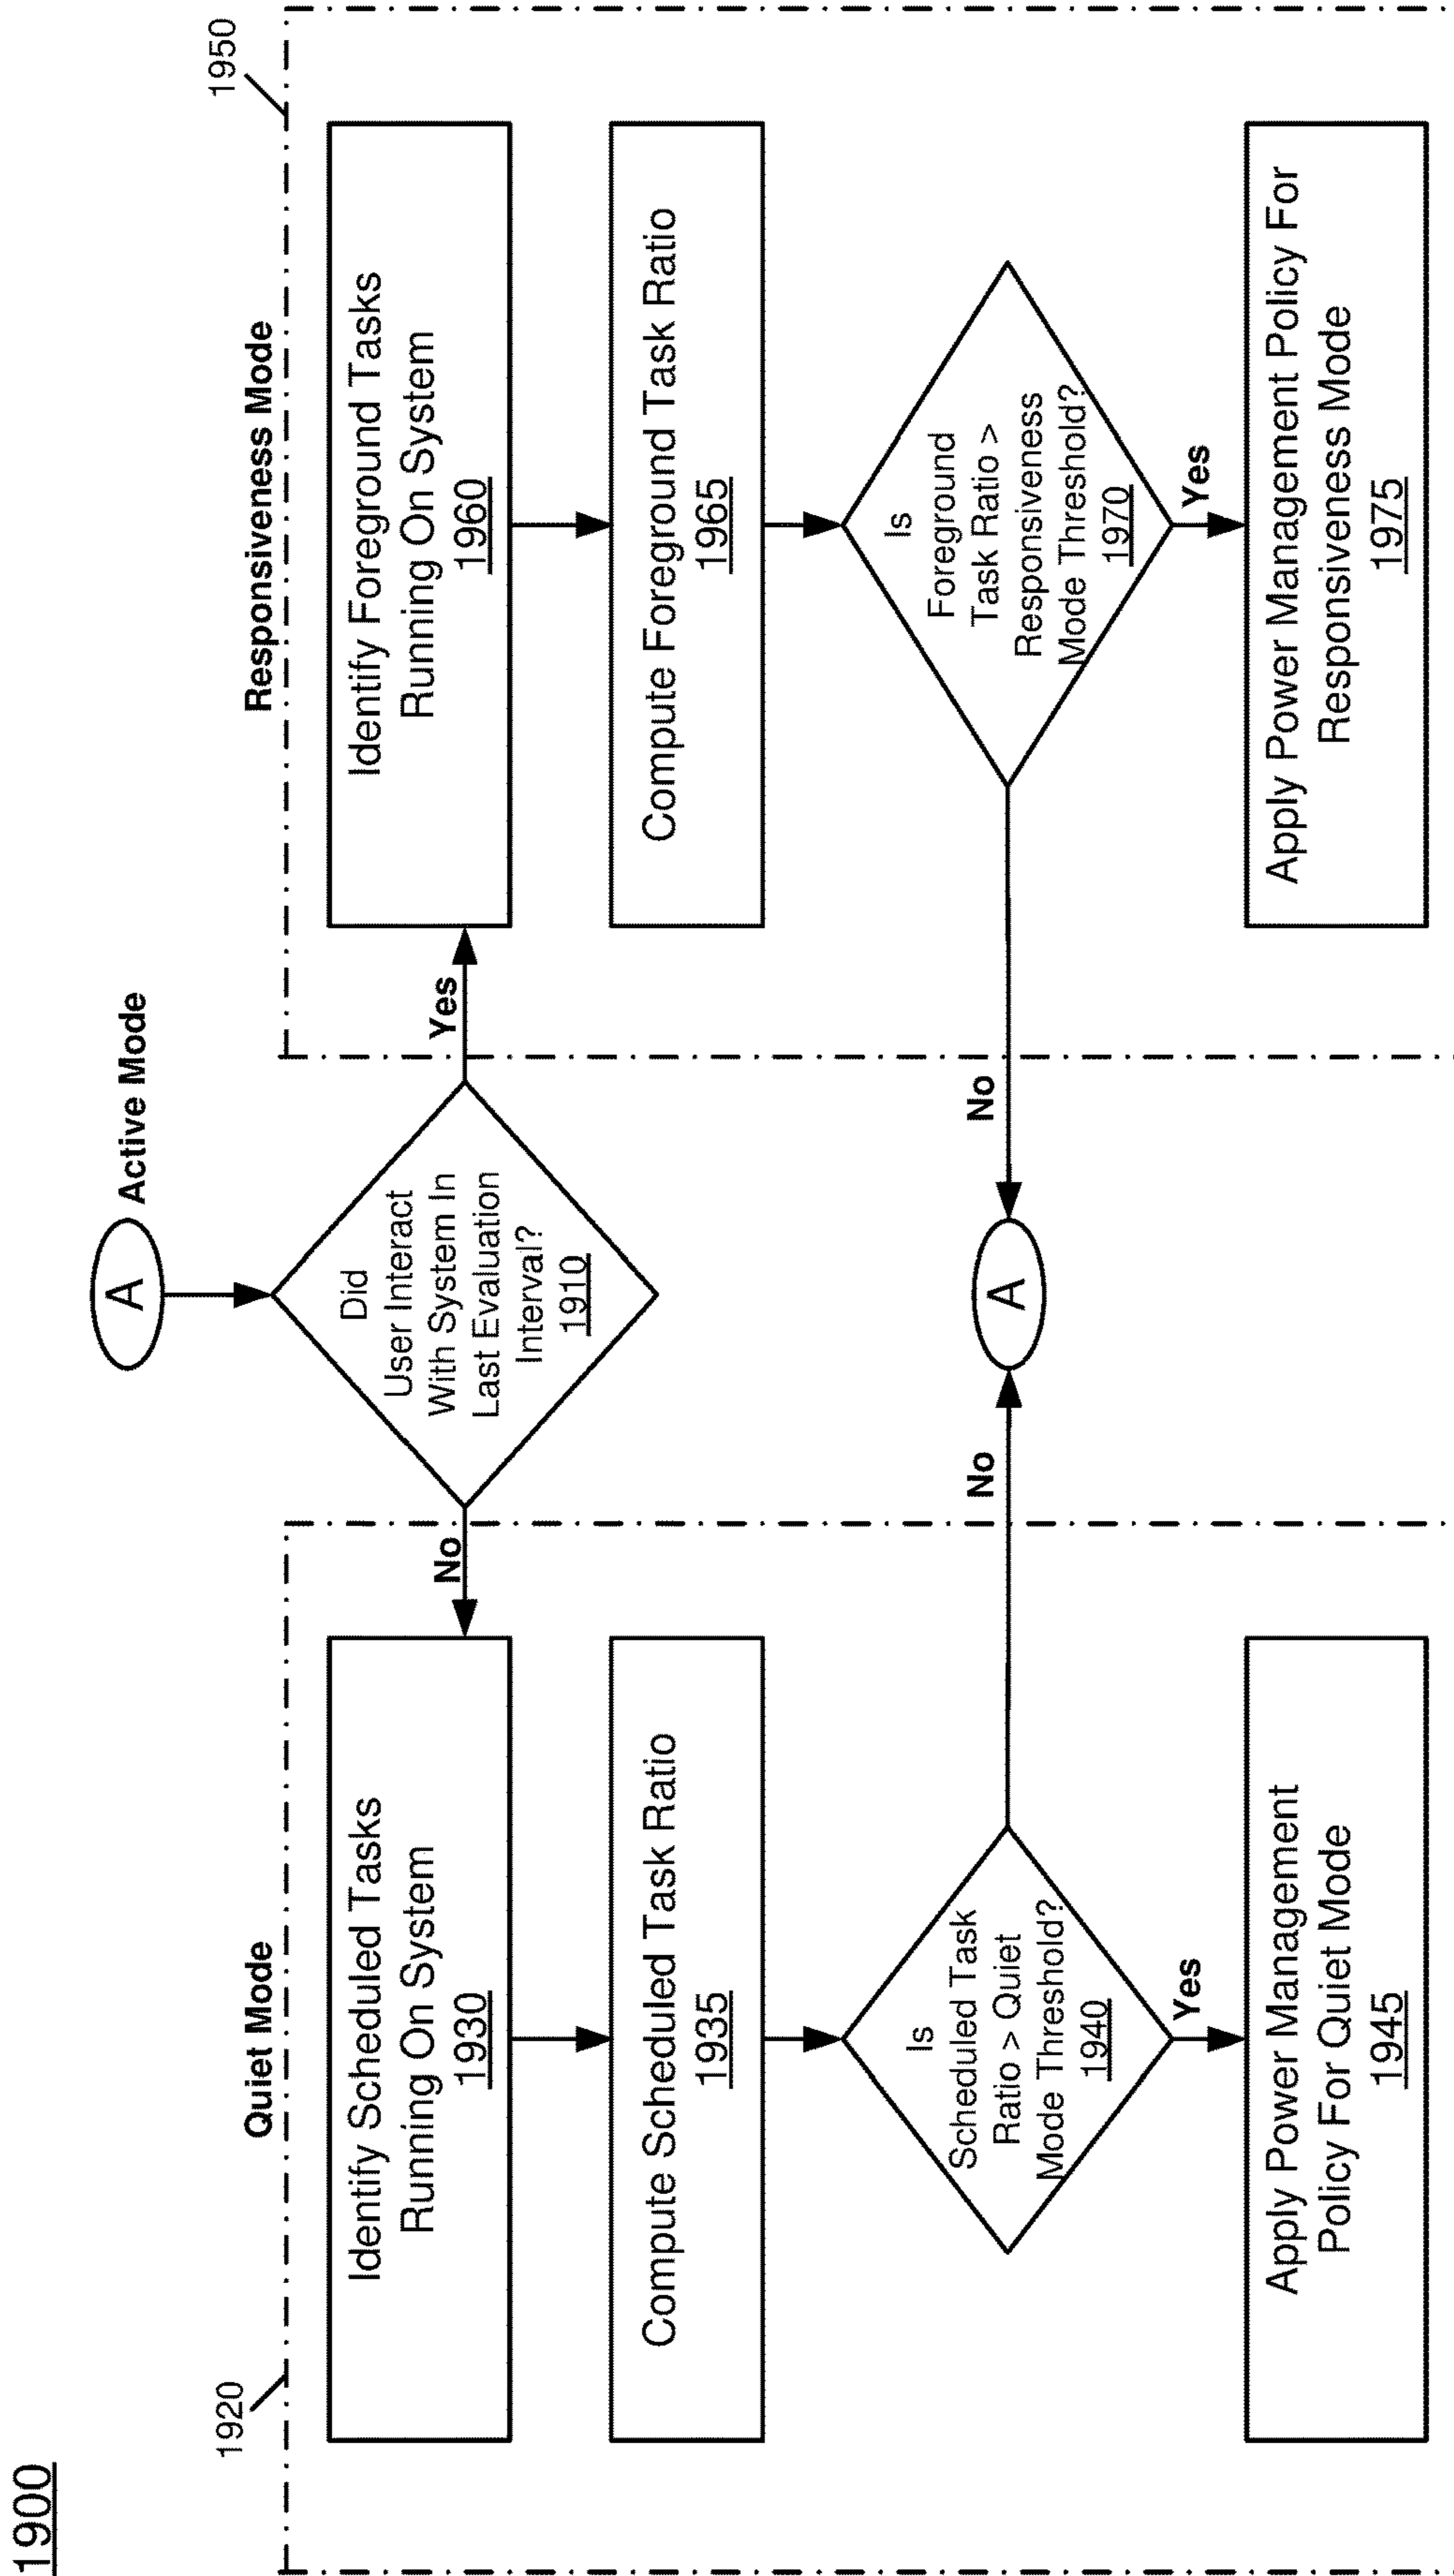 1900
A
Active Mode
Did
User Interact
With System In
Last Evaluation
Interval?
1910
No
Yes
Quiet Mode
1920
Identify Scheduled Tasks
Running On System
1930
Compute Scheduled Task Ratio
1935
Is
Scheduled Task
Ratio > Quiet
Mode Threshold?
1940
No
Yes
Apply Power Management
Policy For Quiet Mode
1945
A
Responsiveness Mode
1950
Identify Foreground Tasks
Running On System
1960
Compute Foreground Task Ratio
1965
Is
Foreground
Task Ratio >
Responsiveness
Mode Threshold?
1970
No
Yes
Apply Power Management Policy For
Responsiveness Mode
1975